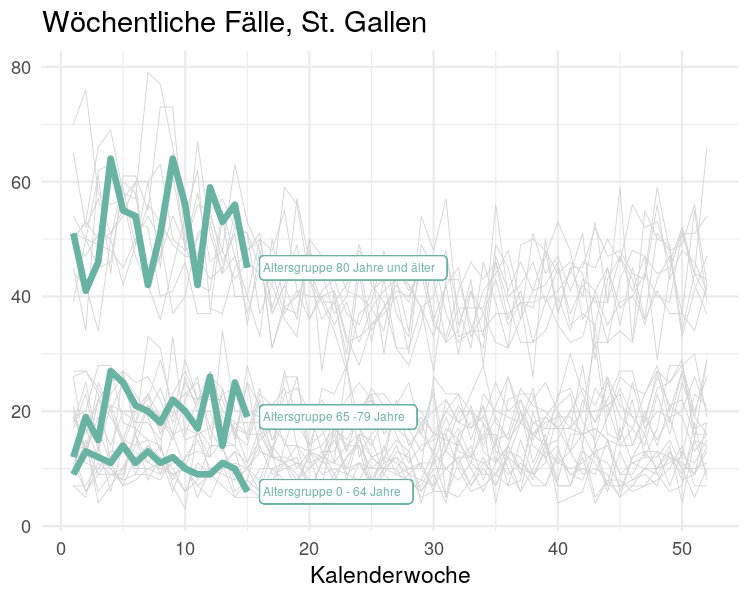 Wöchentliche Fälle, St. Gallen
80
60
Altersgruppe 80 Jahre und älter
40
Altersgruppe 65 -79 Jahre
20
Altersgruppe 0 - 64 Jahre
0
0 10 20 30 40 50
Kalenderwoche